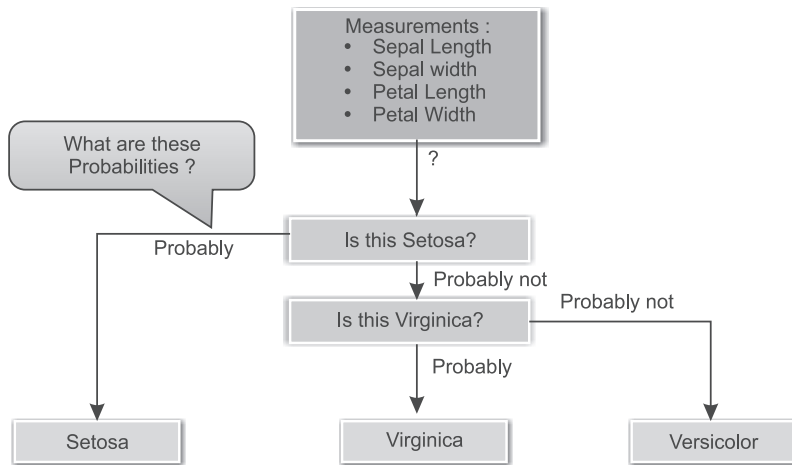 Measurements :
• Sepal Length
• Sepal width
• Petal Length
• Petal Width
What are these
Probabilities ?
?
Is this Setosa?
Probably
Probably not
Is this Virginica?
Probably not
Probably
Setosa
Virginica
Versicolor